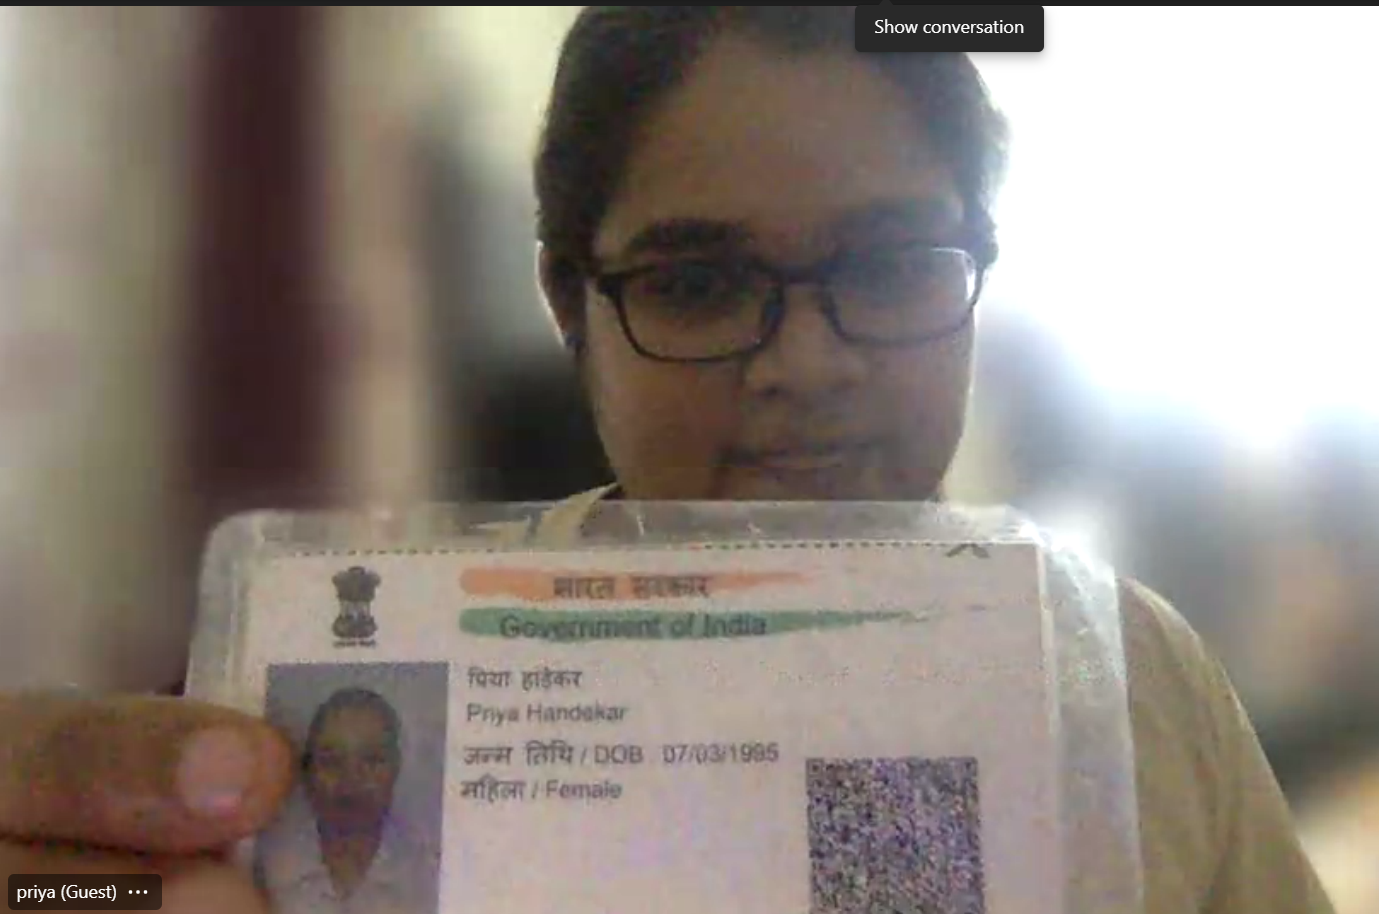 Show conversation
भारत सरकार
Government of India
प्रिया हांडेकर
Priya Handekar
जन्म तिथि / DOB 07/03/1995
महिला / Female
priya (Guest) ...